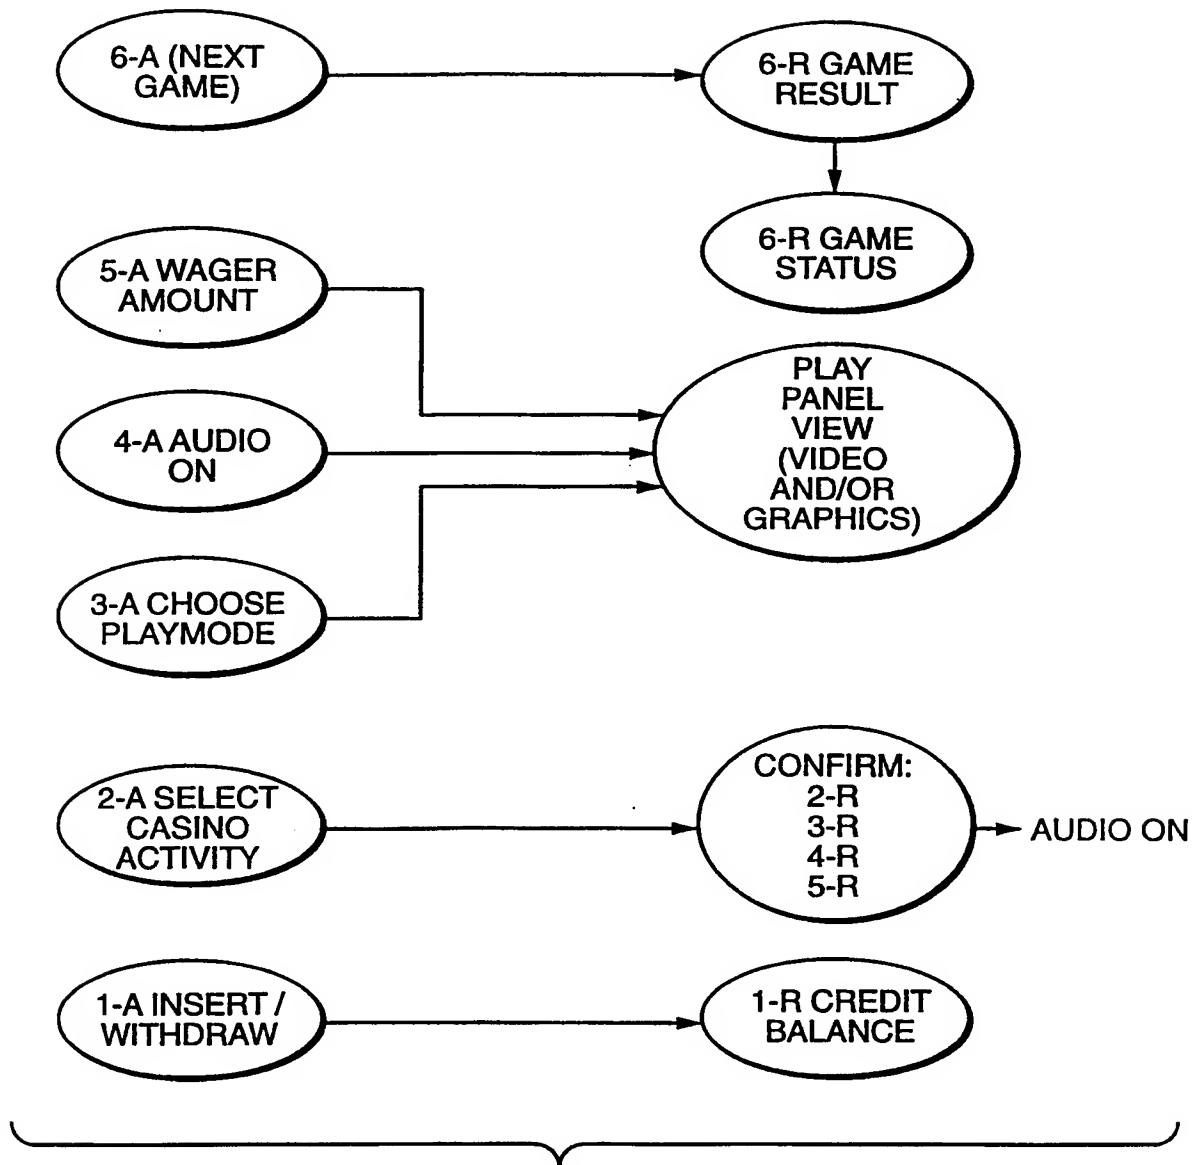 6-A (NEXT
GAME)
6-R GAME
RESULT
6-R GAME
STATUS
5-A WAGER
AMOUNT
4-A AUDIO
ON
3-A CHOOSE
PLAYMODE
PLAY
PANEL
VIEW
(VIDEO
AND/OR
GRAPHICS)
2-A SELECT
CASINO
ACTIVITY
CONFIRM:
2-R
3-R
4-R
5-R
AUDIO ON
1-A INSERT /
WITHDRAW
1-R CREDIT
BALANCE